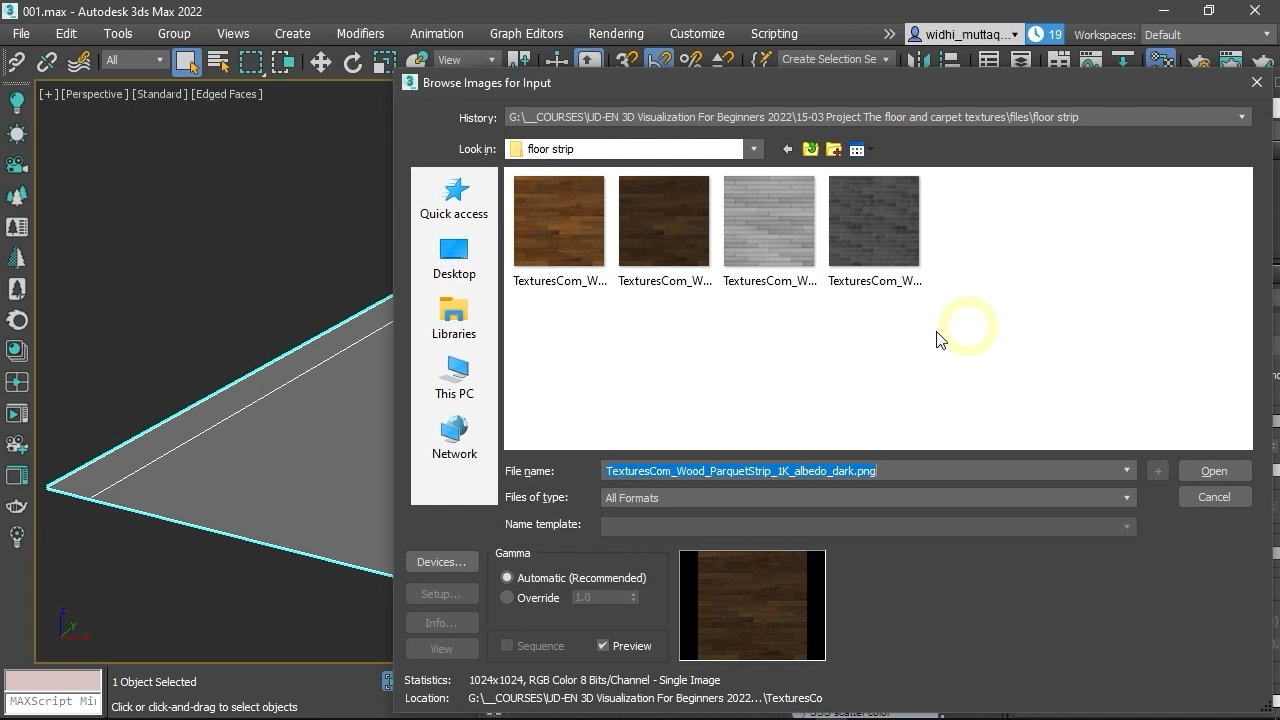 001.max - Autodesk 3ds Max 2022
File Edit Tools Group Views Create Modifiers Animation Graph Editors Rendering Customize Scripting widhi_muttaq... 19 Workspaces: Default
All View Create Selection Se
[+] [Perspective] [Standard] [Edged Faces]
Browse Images for Input
History: G:\__COURSES\UD-EN 3D Visualization For Beginners 2022\15-03 Project The floor and carpet textures\files\floor strip
Look in: floor strip
Quick access
Desktop
Libraries
This PC
Network
TexturesCom_W... TexturesCom_W... TexturesCom_W... TexturesCom_W...
File name: TexturesCom_Wood_ParquetStrip_1K_albedo_dark.png Open
Files of type: All Formats Cancel
Name template:
Devices...
Setup...
Info...
View
Gamma
Automatic (Recommended)
Override 1.0
Sequence Preview
Statistics: 1024x1024, RGB Color 8 Bits/Channel - Single Image
Location: G:\__COURSES\UD-EN 3D Visualization For Beginners 2022...\TexturesCo
z
y
x
1 Object Selected
MAXScript Mi
Click or click-and-drag to select objects